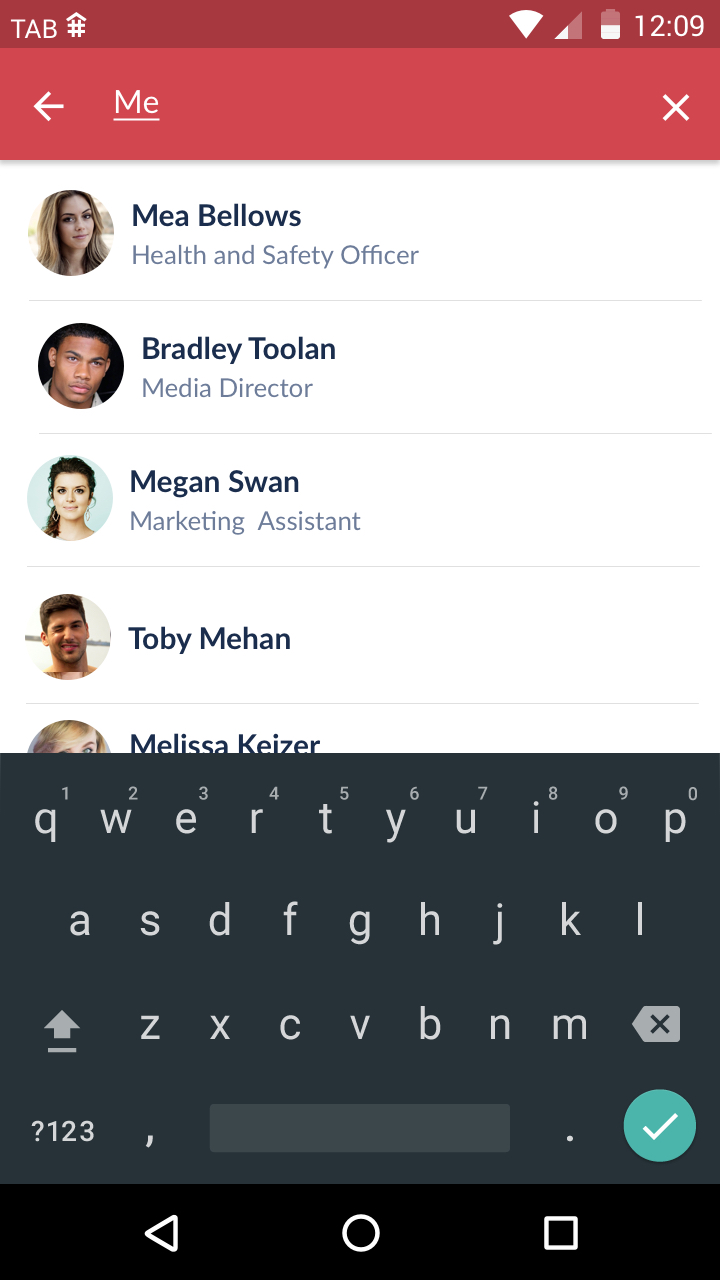 TAB 12:09
Me
Mea Bellows
Health and Safety Officer
Bradley Toolan
Media Director
Megan Swan
Marketing  Assistant
Toby Mehan
Melissa Keizer
1 2 3 4 5 6 7 8 9 0
q w e r t y u i o p
a s d f g h j k l
z x c v b n m
?123 , .